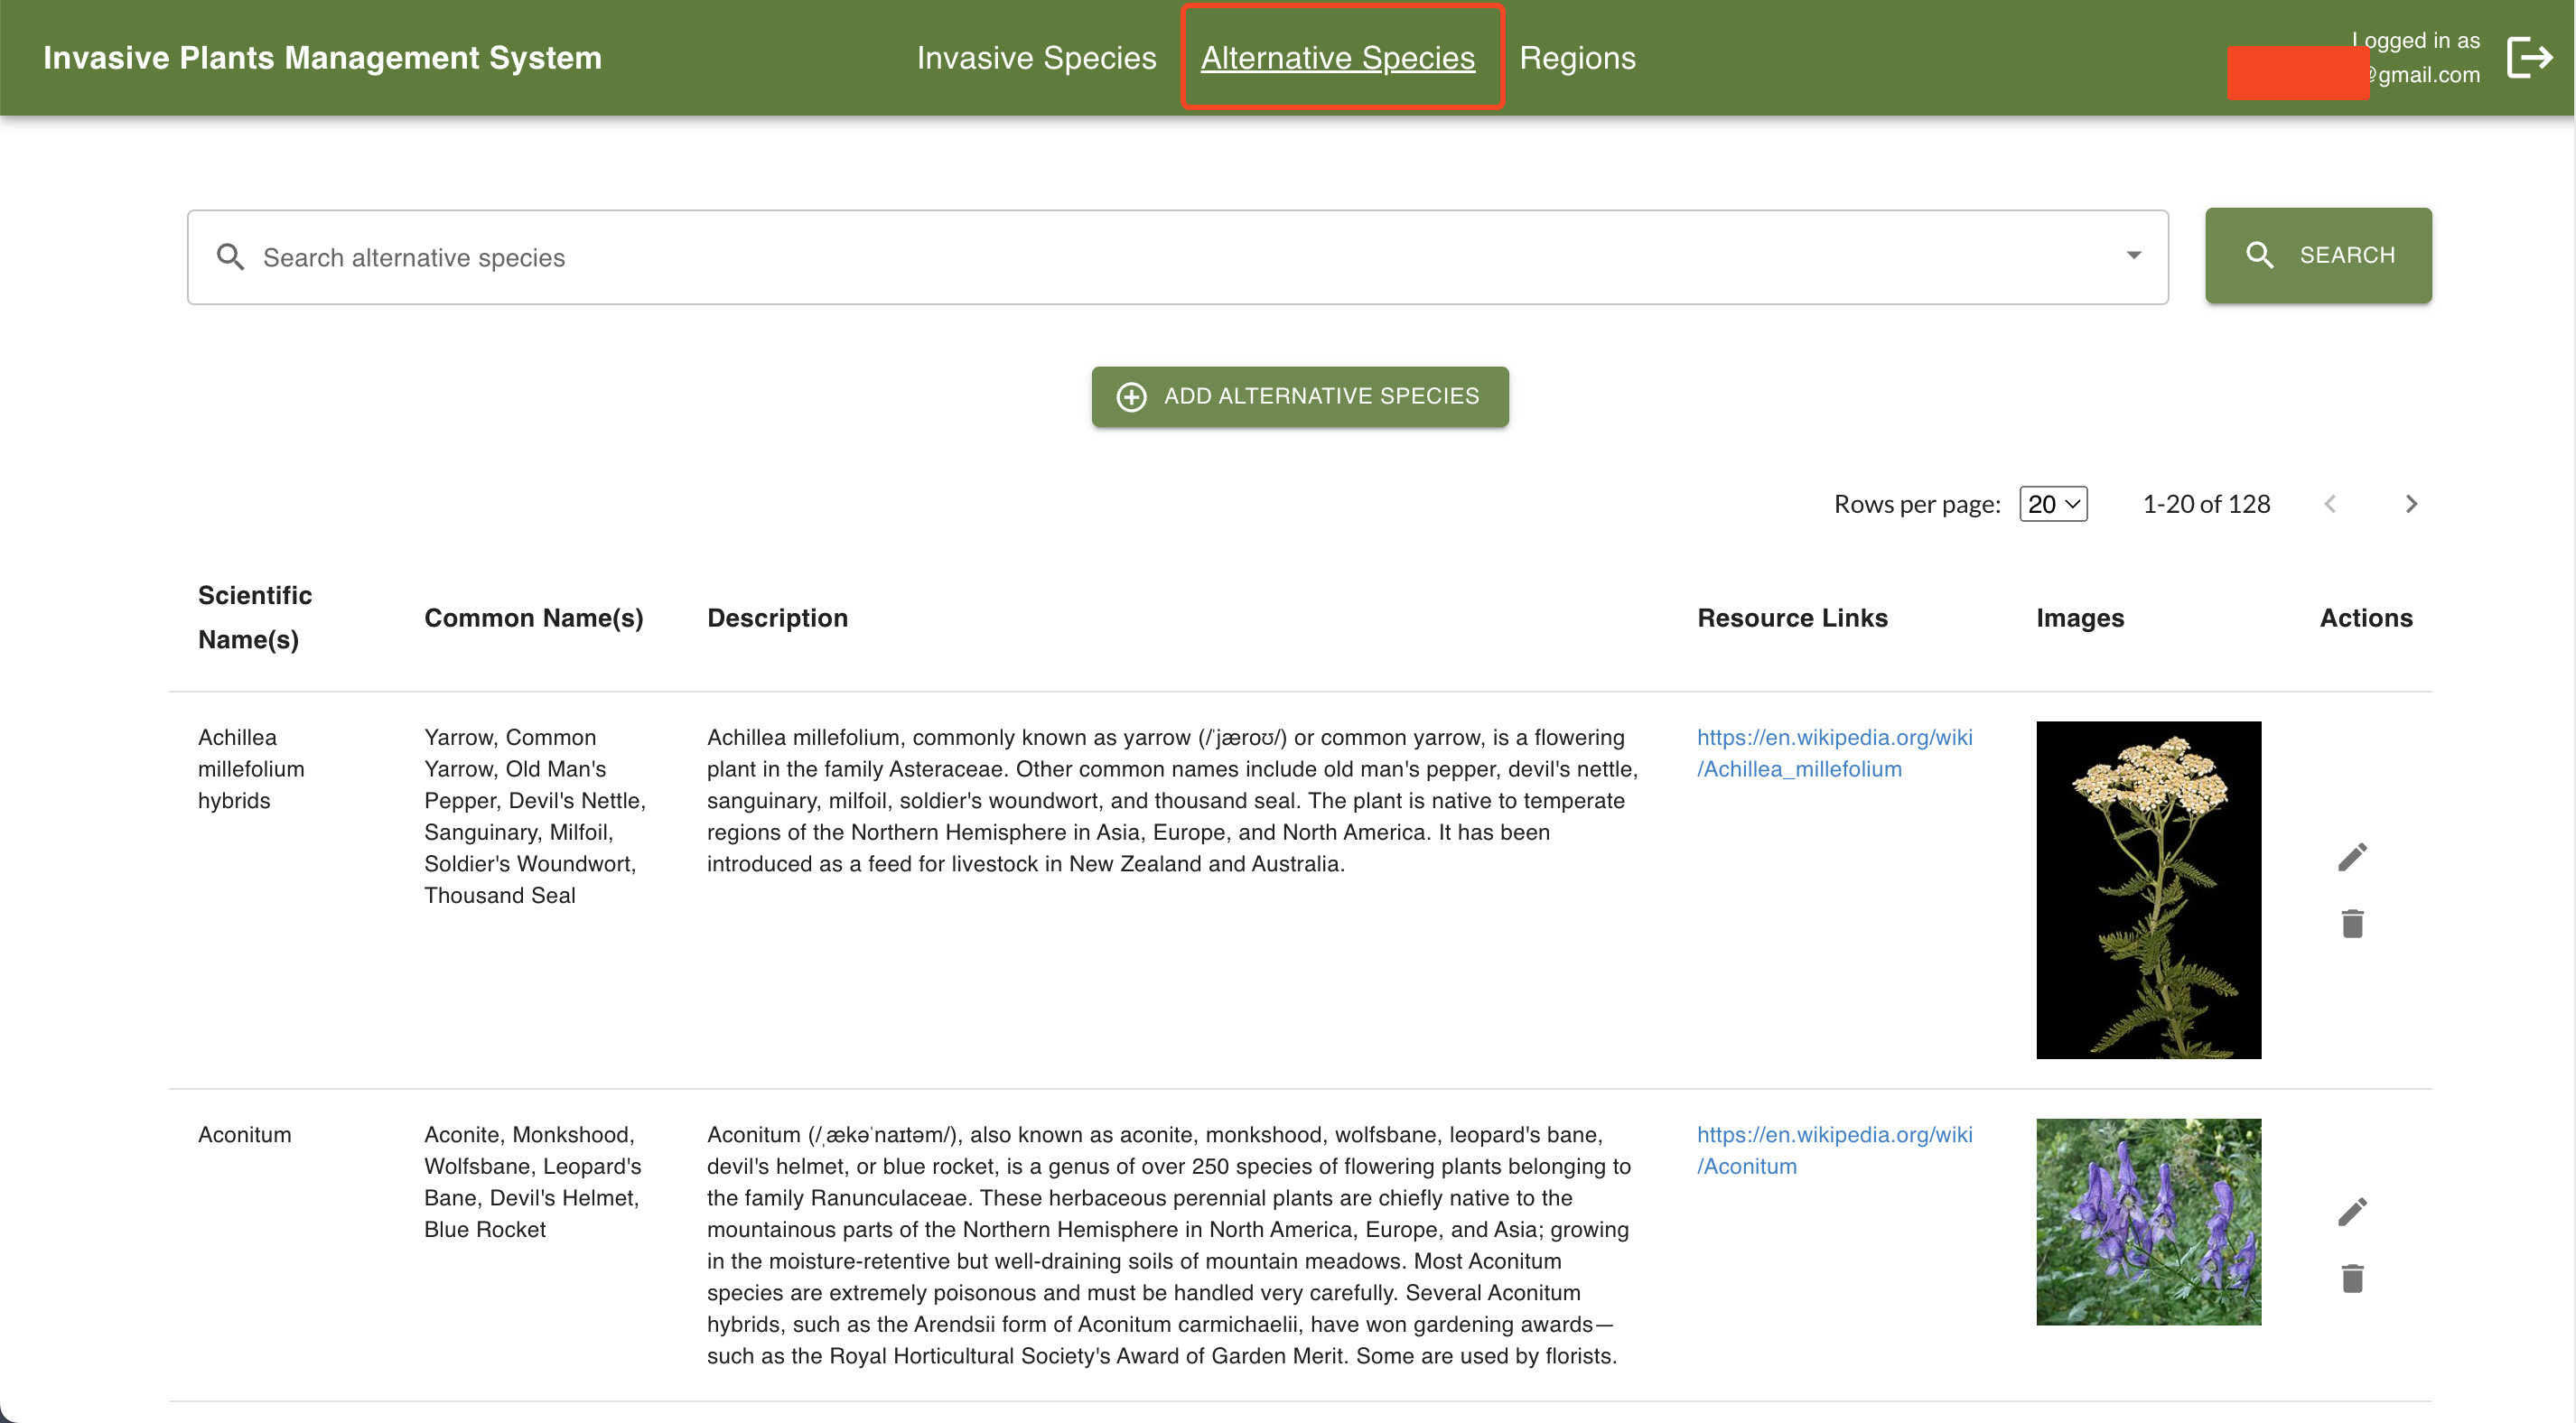 Invasive Plants Management System
Invasive Species
Alternative Species
Regions
Logged in as
@gmail.com
Search alternative species
SEARCH
ADD ALTERNATIVE SPECIES
Rows per page: 20 1-20 of 128
Scientific
Name(s)
Common Name(s)
Description
Resource Links
Images
Actions
Achillea
millefolium
hybrids
Yarrow, Common
Yarrow, Old Man's
Pepper, Devil's Nettle,
Sanguinary, Milfoil,
Soldier's Woundwort,
Thousand Seal
Achillea millefolium, commonly known as yarrow (/ˈjæroʊ/) or common yarrow, is a flowering
plant in the family Asteraceae. Other common names include old man's pepper, devil's nettle,
sanguinary, milfoil, soldier's woundwort, and thousand seal. The plant is native to temperate
regions of the Northern Hemisphere in Asia, Europe, and North America. It has been
introduced as a feed for livestock in New Zealand and Australia.
https://en.wikipedia.org/wiki
/Achillea_millefolium
Aconitum
Aconite, Monkshood,
Wolfsbane, Leopard's
Bane, Devil's Helmet,
Blue Rocket
Aconitum (/ˌækəˈnaɪtəm/), also known as aconite, monkshood, wolfsbane, leopard's bane,
devil's helmet, or blue rocket, is a genus of over 250 species of flowering plants belonging to
the family Ranunculaceae. These herbaceous perennial plants are chiefly native to the
mountainous parts of the Northern Hemisphere in North America, Europe, and Asia; growing
in the moisture-retentive but well-draining soils of mountain meadows. Most Aconitum
species are extremely poisonous and must be handled very carefully. Several Aconitum
hybrids, such as the Arendsii form of Aconitum carmichaelii, have won gardening awards—
such as the Royal Horticultural Society's Award of Garden Merit. Some are used by florists.
https://en.wikipedia.org/wiki
/Aconitum